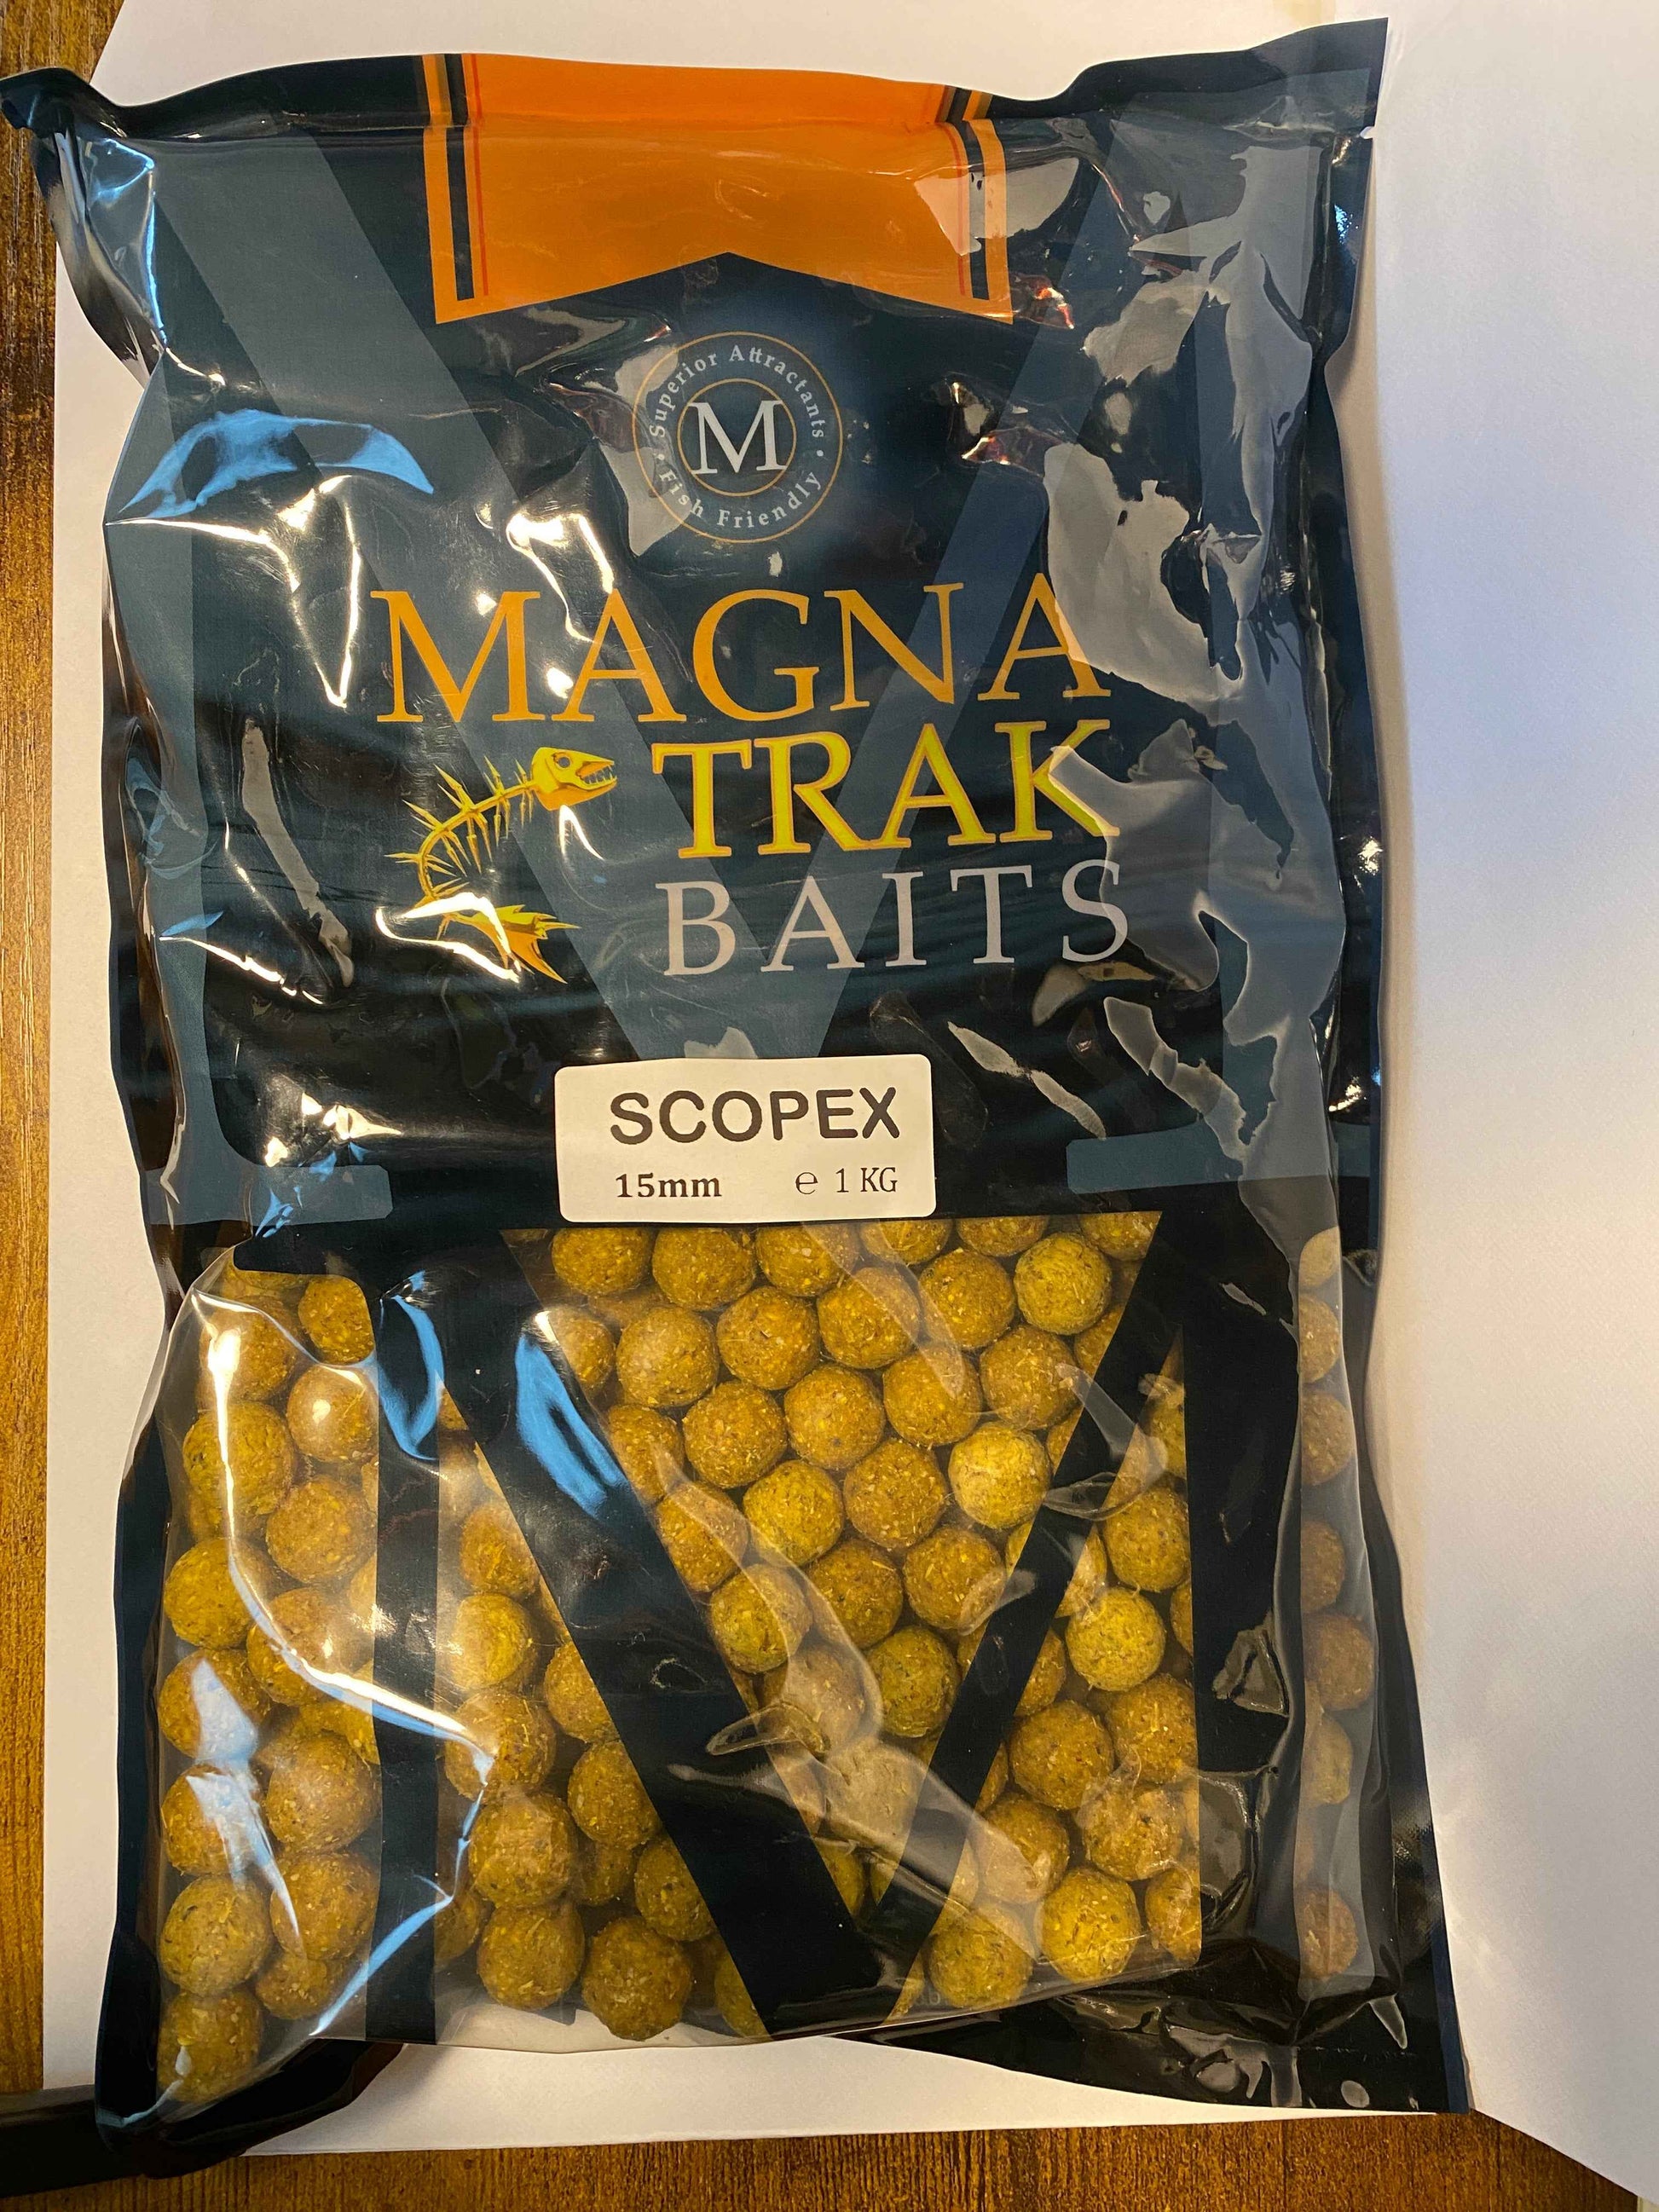 Superior Attractants • Fish Friendly •
M
MAGNA
TRAK
BAITS
SCOPEX
15mm ℮ 1 KG